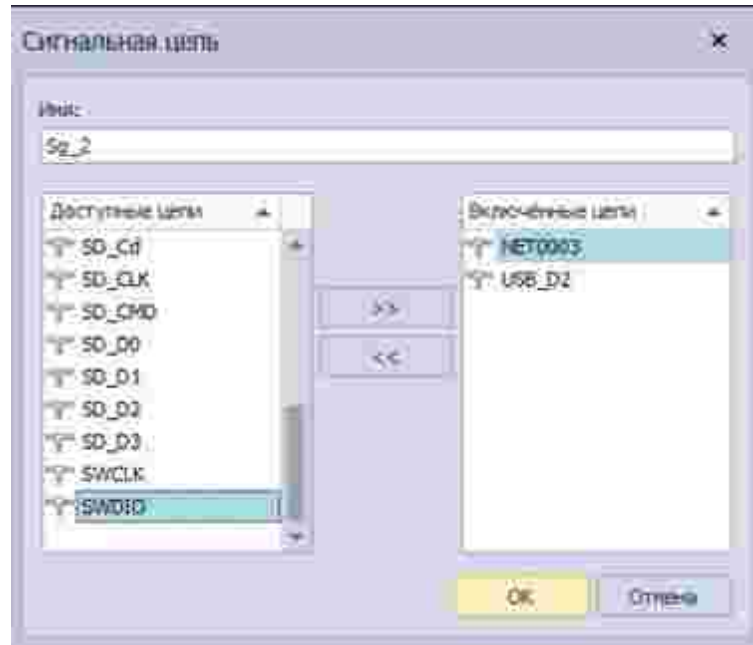 Сигнальная цепь
Имя:
Sg_2
Доступные цепи
SD_Cd
SD_CLK
SD_CMD
SD_D0
SD_D1
SD_D2
SD_D3
SWCLK
SWDIO
>>
<<
Включённые цепи
NET0003
USB_D2
OK
Отмена